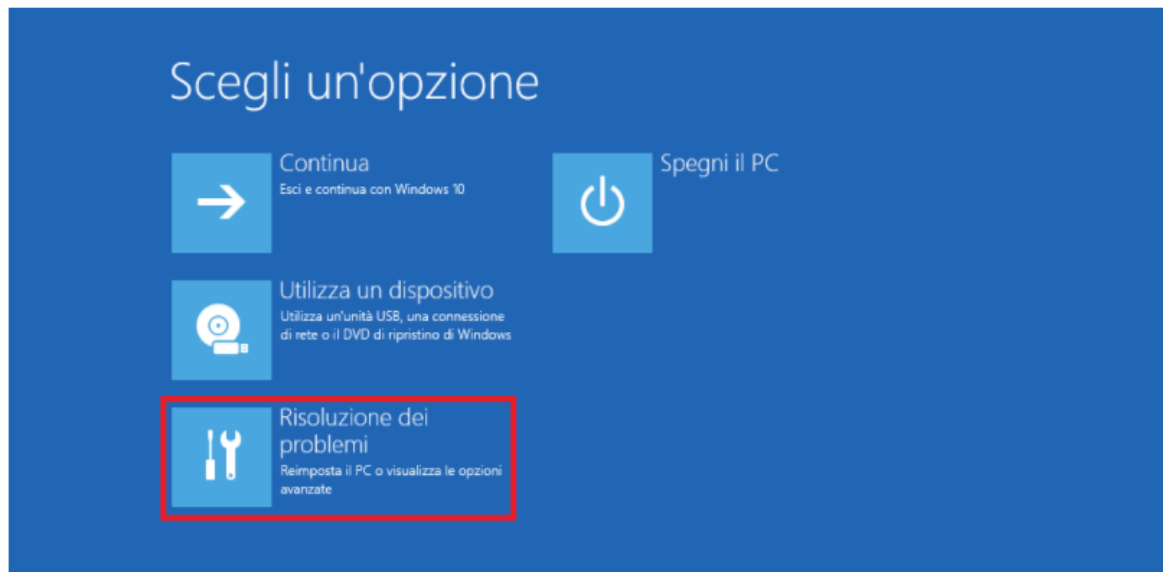 Scegli un'opzione
Continua
Esci e continua con Windows 10
Spegni il PC
Utilizza un dispositivo
Utilizza un'unità USB, una connessione
di rete o il DVD di ripristino di Windows
Risoluzione dei
problemi
Reimposta il PC o visualizza le opzioni
avanzate